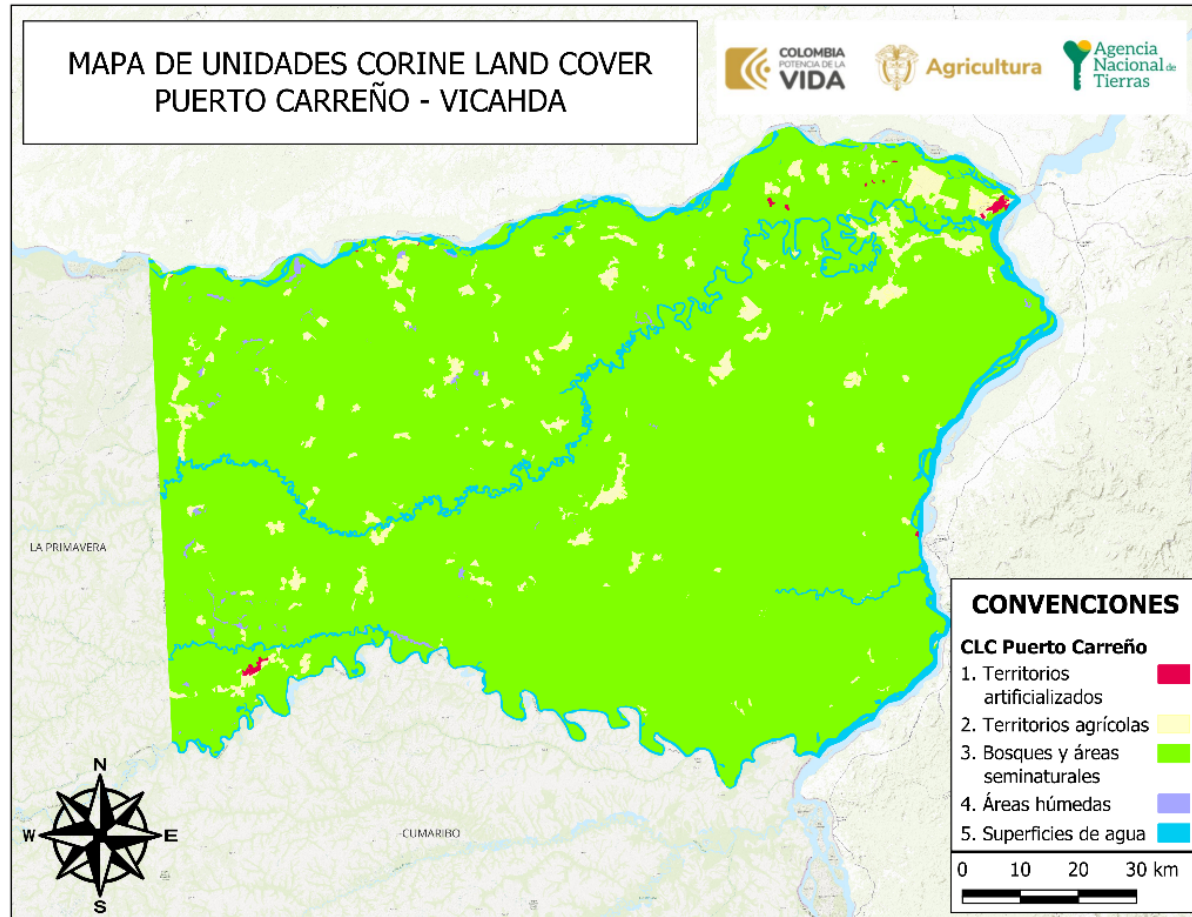 MAPA DE UNIDADES CORINE LAND COVER
PUERTO CARREÑO - VICAHDA
COLOMBIA
POTENCIA DE LA
VIDA
Agricultura
Agencia
Nacional de
Tierras
LA PRIMAVERA
CUMARIBO
N
W
E
S
CONVENCIONES
CLC Puerto Carreño
1. Territorios
artificializados
2. Territorios agrícolas
3. Bosques y áreas
seminaturales
4. Áreas húmedas
5. Superficies de agua
0 10 20 30 km